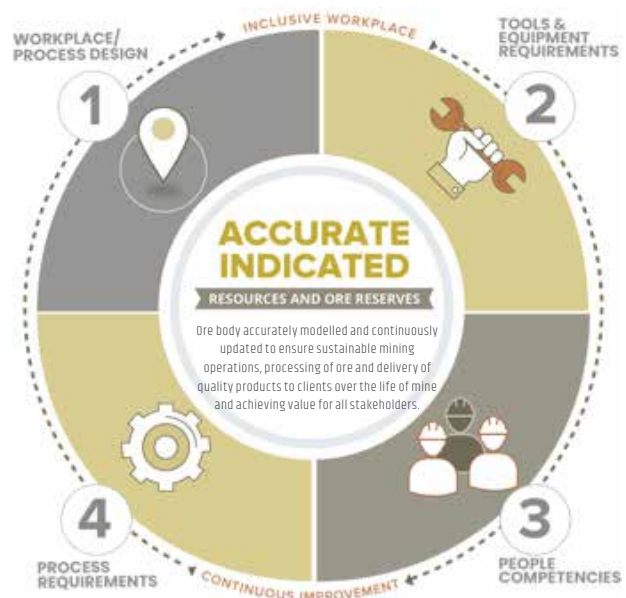 INCLUSIVE WORKPLACE
WORKPLACE/
PROCESS DESIGN
1
TOOLS &
EQUIPMENT
REQUIREMENTS
2
ACCURATE
INDICATED
RESOURCES AND ORE RESERVES
Ore body accurately modelled and continuously
updated to ensure sustainable mining
operations, processing of ore and delivery of
quality products to clients over the life of mine
and achieving value for all stakeholders.
4
PROCESS
REQUIREMENTS
3
PEOPLE
COMPETENCIES
CONTINUOUS IMPROVEMENT